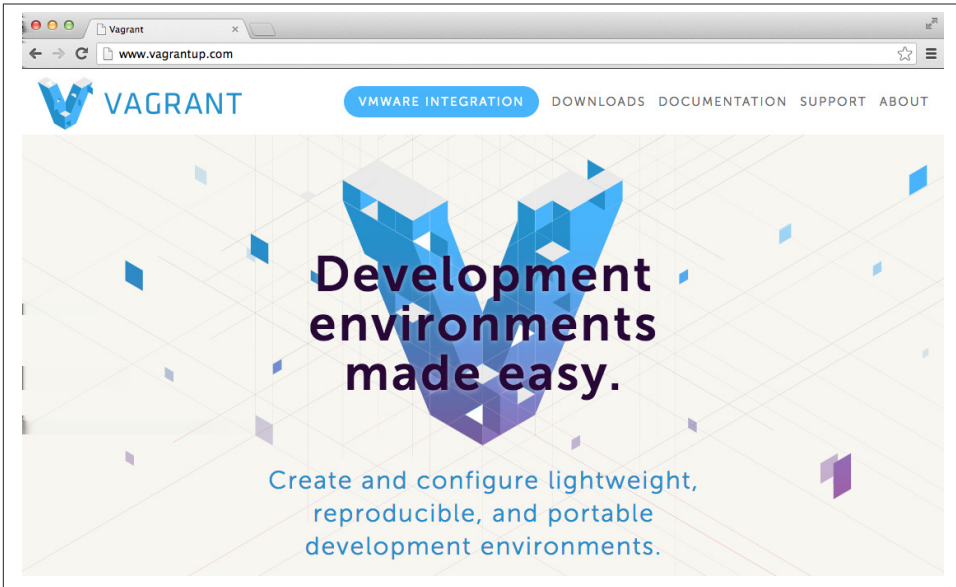 Vagrant
www.vagrantup.com
VAGRANT
VMWARE INTEGRATION DOWNLOADS DOCUMENTATION SUPPORT ABOUT
Development
environments
made easy.
Create and configure lightweight,
reproducible, and portable
development environments.